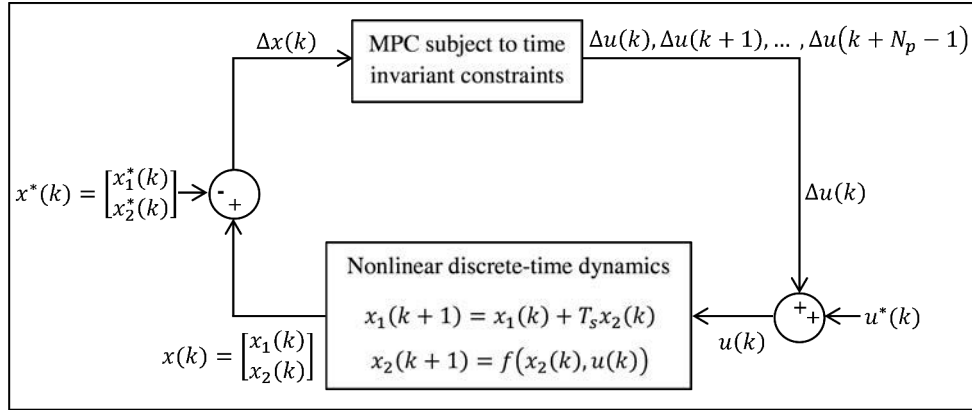 Δx(k)
MPC subject to time
invariant constraints
Δu(k), Δu(k + 1), … , Δu(k + N_p − 1)
x*(k) = [x_1*(k)
x_2*(k)]
-
+
Δu(k)
Nonlinear discrete-time dynamics
x_1(k + 1) = x_1(k) + T_s x_2(k)
x_2(k + 1) = f(x_2(k), u(k))
x(k) = [x_1(k)
x_2(k)]
+
+
u(k)
u*(k)